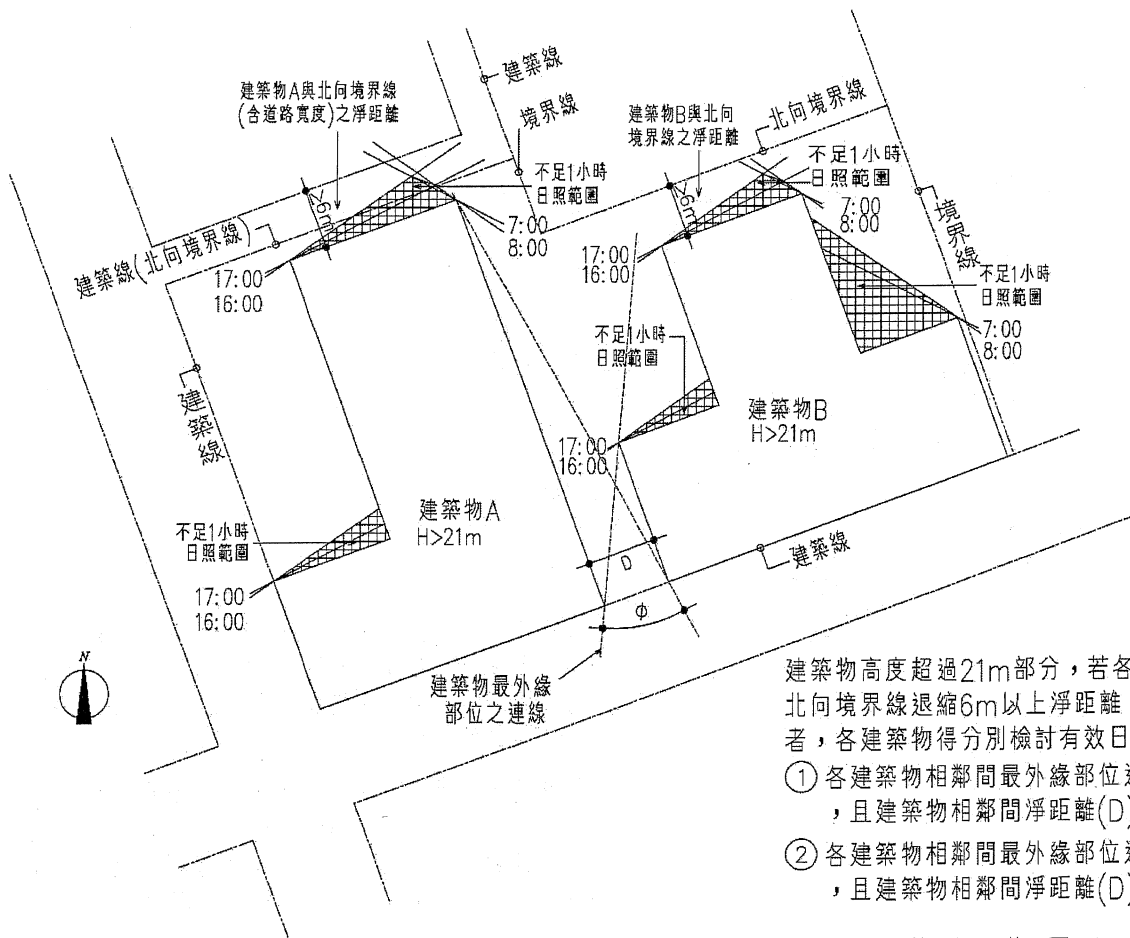 建築線
建築物A與北向境界線
(含道路寬度)之淨距離
境界線
建築物B與北向
境界線之淨距離
北向境界線
不足1小時
日照範圍
不足1小時
日照範圍
≥6m
≥6m
7:00
8:00
7:00
8:00
境界線
建築線(北向境界線)
17:00
16:00
17:00
16:00
不足1小時
日照範圍
7:00
8:00
不足1小時
日照範圍
建築線
建築物B
H>21m
17:00
16:00
建築物A
H>21m
不足1小時
日照範圍
17:00
16:00
D
建築線
ϕ
N
建築物最外緣
部位之連線
建築物高度超過21m部分，若各
北向境界線退縮6m以上淨距離
者，各建築物得分別檢討有效日
① 各建築物相鄰間最外緣部位
，且建築物相鄰間淨距離(D)
② 各建築物相鄰間最外緣部位
，且建築物相鄰間淨距離(D)